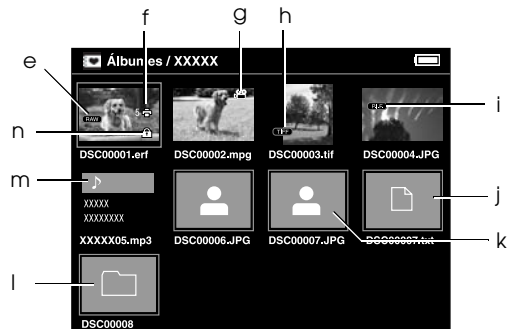 f
g
h
e
n
m
l
i
j
k
Álbumes / XXXXX
5
RAW
TIFF
DSC00001.erf
DSC00002.mpg
DSC00003.tif
DSC00004.JPG
XXXXX
XXXXXXXX
XXXXX05.mp3
DSC00006.JPG
DSC00007.JPG
DSC00007.txt
DSC00008